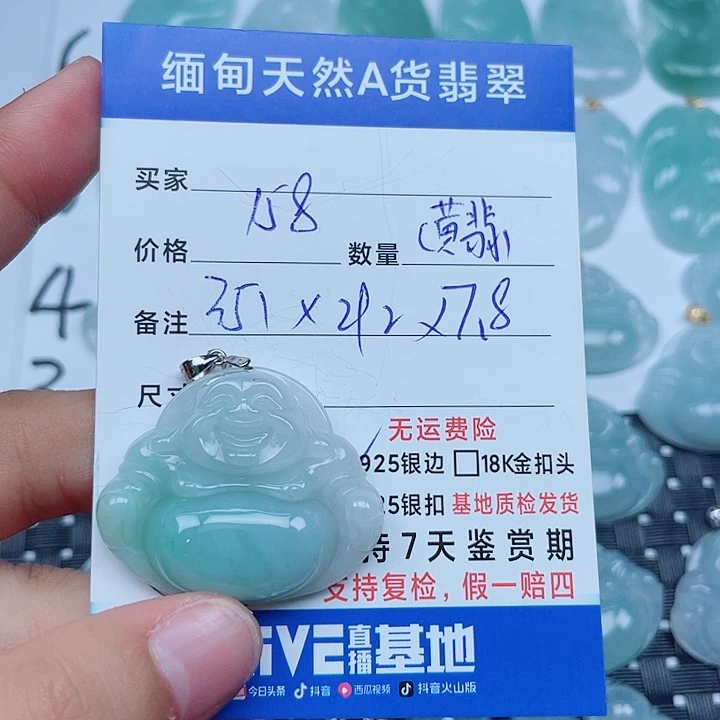 缅甸天然A货翡翠
买家
158 黄翡
价格 数量
备注 351×42×7.8
尺寸
无运费险
925银边 18K金扣头
25银扣 基地质检发货
持7天鉴赏期
支持复检，假一赔四
直播基地
今日头条 抖音 西瓜视频 抖音火山版
4